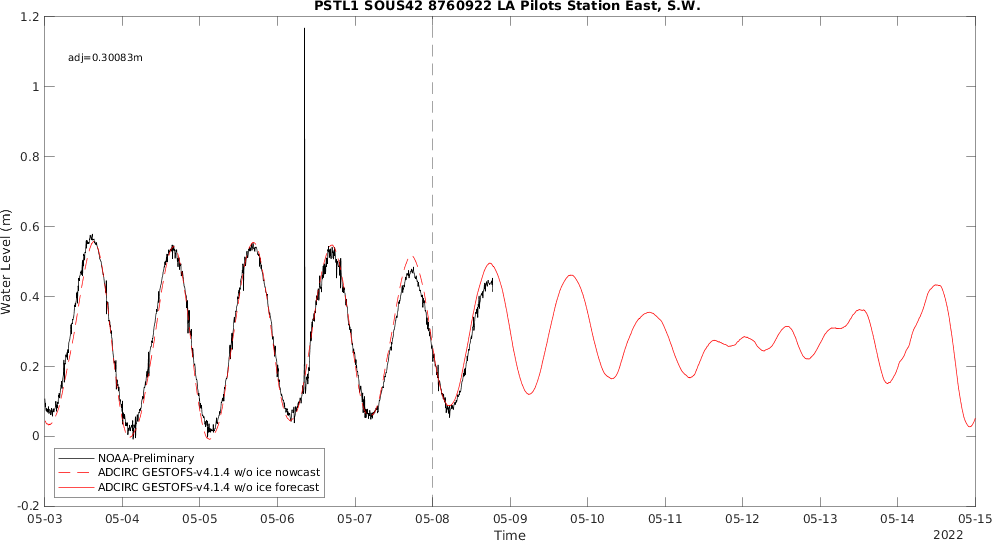 PSTL1 SOUS42 8760922 LA Pilots Station East, S.W.
1.2
adj=0.30083m
1
0.8
0.6
Water Level (m)
0.4
0.2
0
NOAA-Preliminary
ADCIRC GESTOFS-v4.1.4 w/o ice nowcast
ADCIRC GESTOFS-v4.1.4 w/o ice forecast
-0.2
05-03 05-04 05-05 05-06 05-07 05-08 05-09 05-10 05-11 05-12 05-13 05-14 05-15
Time
2022